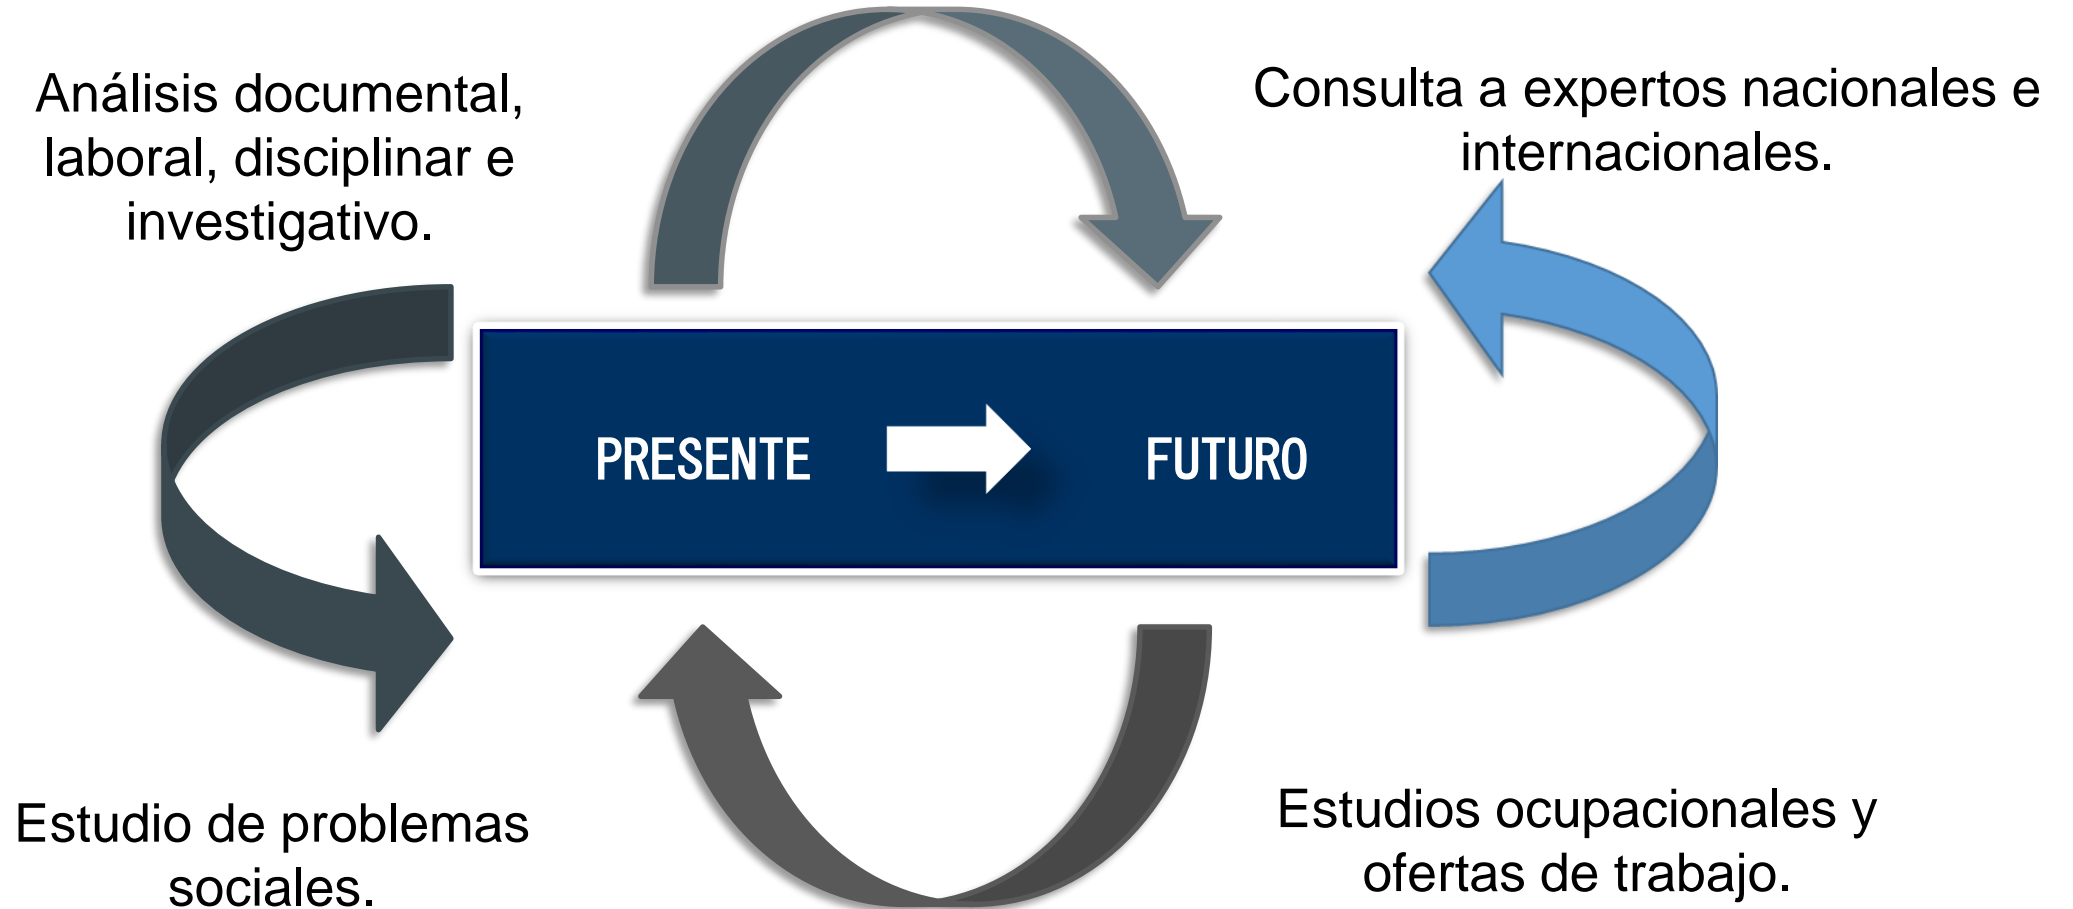 Análisis documental,
laboral, disciplinar e
investigativo.
Consulta a expertos nacionales e
internacionales.
PRESENTE
FUTURO
Estudio de problemas
sociales.
Estudios ocupacionales y
ofertas de trabajo.